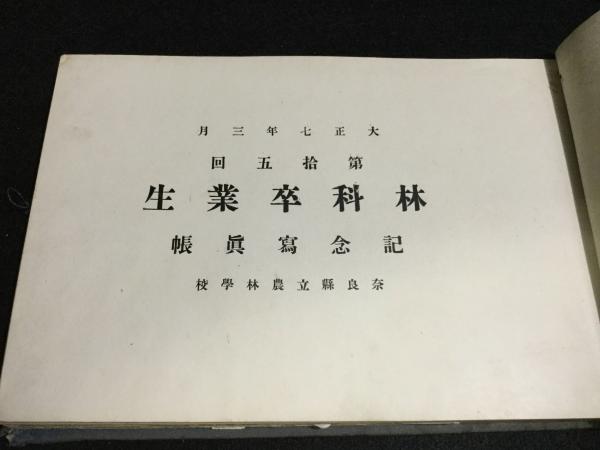 大正七年三月
第拾五回
林科卒業生
記念寫眞帳
奈良縣立農林學校